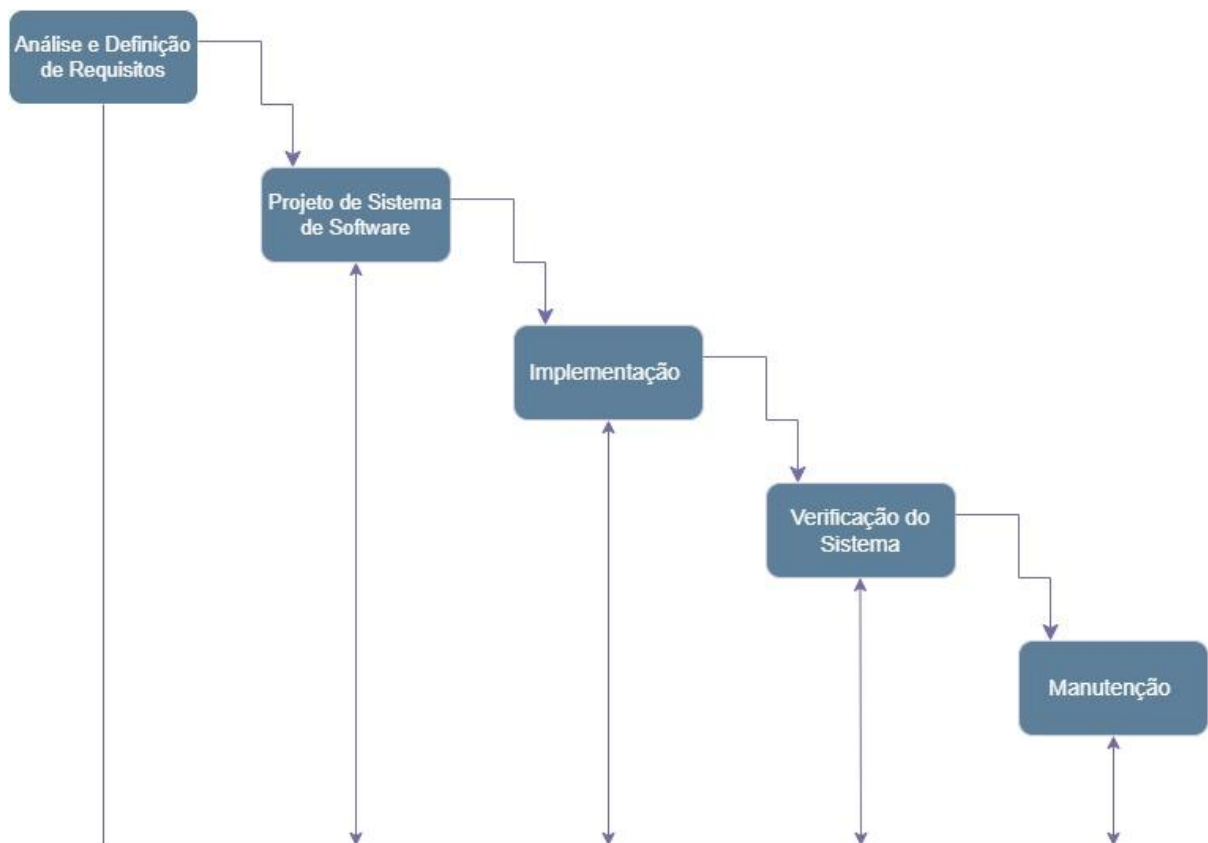 Análise e Definição
de Requisitos
Projeto de Sistema
de Software
Implementação
Verificação do
Sistema
Manutenção